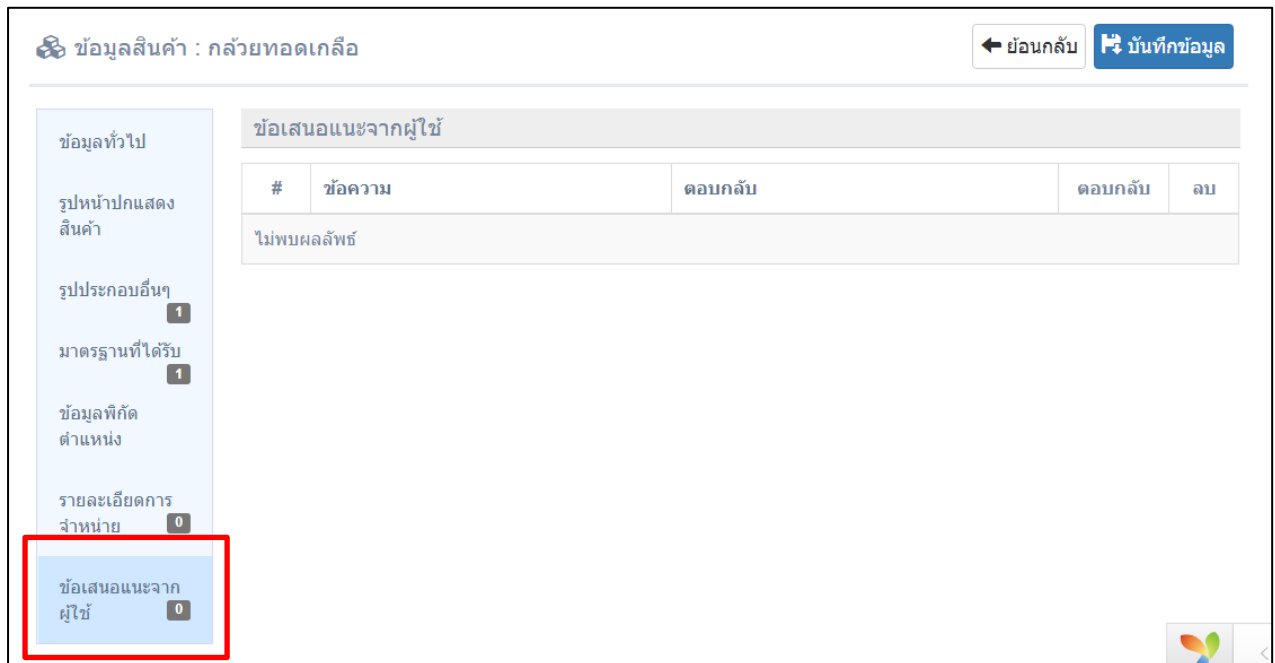 ข้อมูลสินค้า : กล้วยทอดเกลือ
ย้อนกลับ
บันทึกข้อมูล
ข้อมูลทั่วไป
รูปหน้าปกแสดง
สินค้า
รูปประกอบอื่นๆ
1
มาตรฐานที่ได้รับ
1
ข้อมูลพิกัด
ตำแหน่ง
รายละเอียดการ
จำหน่าย 0
ข้อเสนอแนะจาก
ผู้ใช้ 0
ข้อเสนอแนะจากผู้ใช้
# ข้อความ ตอบกลับ ตอบกลับ ลบ
ไม่พบผลลัพธ์